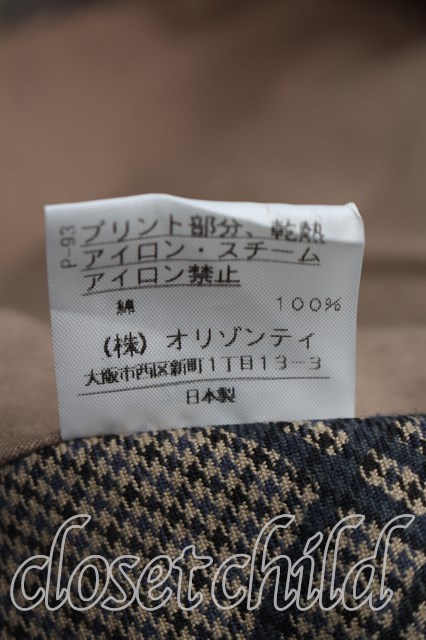 P-93
プリント部分、乾熱
アイロン・スチーム
アイロン禁止
綿 100%
(株) オリゾンティ
大阪市西区新町1丁目13-3
日本製
closet child